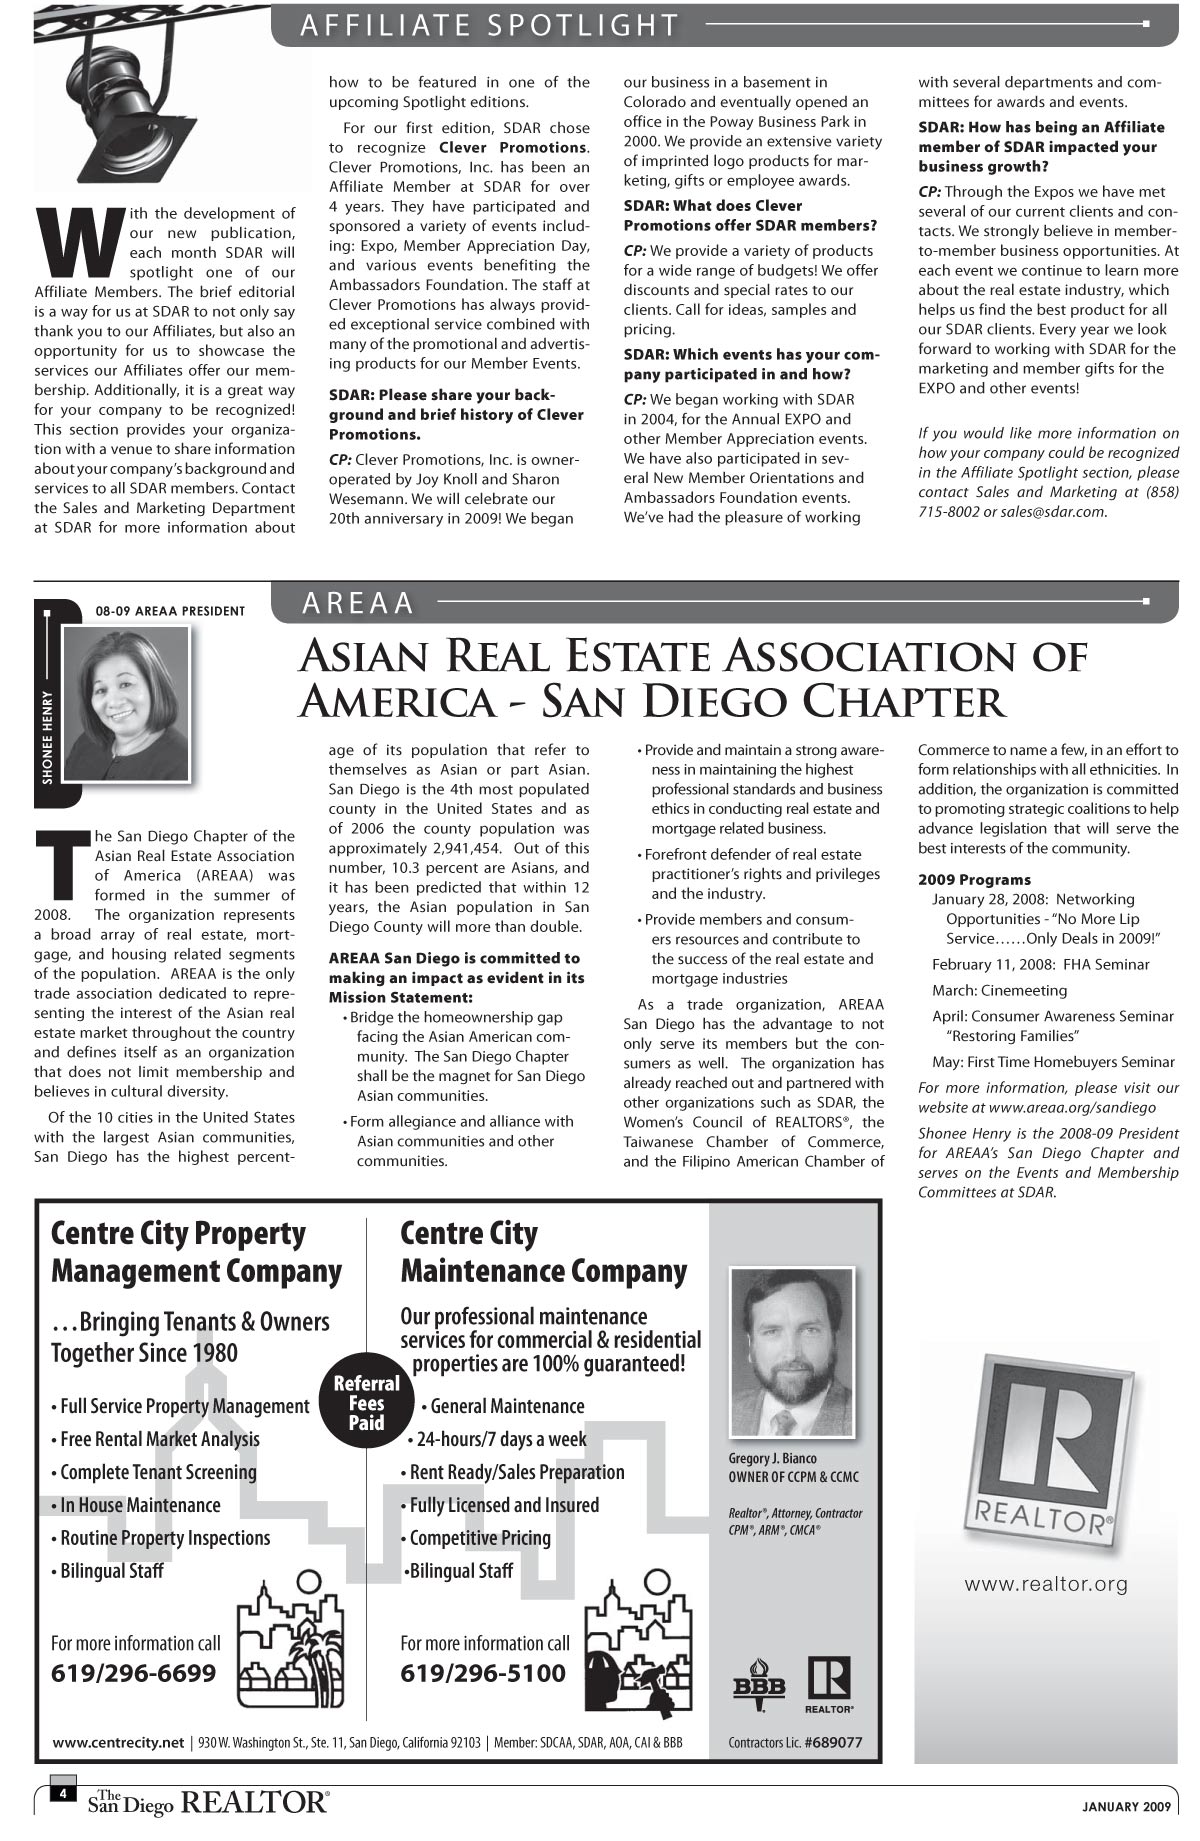 AFFILIATE SPOTLIGHT
With the development of
our new publication,
each month SDAR will
spotlight one of our
Affiliate Members. The brief editorial
is a way for us at SDAR to not only say
thank you to our Affiliates, but also an
opportunity for us to showcase the
services our Affiliates offer our mem-
bership. Additionally, it is a great way
for your company to be recognized!
This section provides your organiza-
tion with a venue to share information
about your company's background and
services to all SDAR members. Contact
the Sales and Marketing Department
at SDAR for more information about
how to be featured in one of the
upcoming Spotlight editions.
For our first edition, SDAR chose
to recognize Clever Promotions.
Clever Promotions, Inc. has been an
Affiliate Member at SDAR for over
4 years. They have participated and
sponsored a variety of events includ-
ing: Expo, Member Appreciation Day,
and various events benefiting the
Ambassadors Foundation. The staff at
Clever Promotions has always provid-
ed exceptional service combined with
many of the promotional and advertis-
ing products for our Member Events.
SDAR: Please share your back-
ground and brief history of Clever
Promotions.
CP: Clever Promotions, Inc. is owner-
operated by Joy Knoll and Sharon
Wesemann. We will celebrate our
20th anniversary in 2009! We began
our business in a basement in
Colorado and eventually opened an
office in the Poway Business Park in
2000. We provide an extensive variety
of imprinted logo products for mar-
keting, gifts or employee awards.
SDAR: What does Clever
Promotions offer SDAR members?
CP: We provide a variety of products
for a wide range of budgets! We offer
discounts and special rates to our
clients. Call for ideas, samples and
pricing.
SDAR: Which events has your com-
pany participated in and how?
CP: We began working with SDAR
in 2004, for the Annual EXPO and
other Member Appreciation events.
We have also participated in sev-
eral New Member Orientations and
Ambassadors Foundation events.
We've had the pleasure of working
with several departments and com-
mittees for awards and events.
SDAR: How has being an Affiliate
member of SDAR impacted your
business growth?
CP: Through the Expos we have met
several of our current clients and con-
tacts. We strongly believe in member-
to-member business opportunities. At
each event we continue to learn more
about the real estate industry, which
helps us find the best product for all
our SDAR clients. Every year we look
forward to working with SDAR for the
marketing and member gifts for the
EXPO and other events!
If you would like more information on
how your company could be recognized
in the Affiliate Spotlight section, please
contact Sales and Marketing at (858)
715-8002 or sales@sdar.com.
08-09 AREAA PRESIDENT
SHONEE HENRY
AREAA
ASIAN REAL ESTATE ASSOCIATION OF
AMERICA - SAN DIEGO CHAPTER
The San Diego Chapter of the
Asian Real Estate Association
of America (AREAA) was
formed in the summer of
2008. The organization represents
a broad array of real estate, mort-
gage, and housing related segments
of the population. AREAA is the only
trade association dedicated to repre-
senting the interest of the Asian real
estate market throughout the country
and defines itself as an organization
that does not limit membership and
believes in cultural diversity.
Of the 10 cities in the United States
with the largest Asian communities,
San Diego has the highest percent-
age of its population that refer to
themselves as Asian or part Asian.
San Diego is the 4th most populated
county in the United States and as
of 2006 the county population was
approximately 2,941,454. Out of this
number, 10.3 percent are Asians, and
it has been predicted that within 12
years, the Asian population in San
Diego County will more than double.
AREAA San Diego is committed to
making an impact as evident in its
Mission Statement:
• Bridge the homeownership gap
facing the Asian American com-
munity. The San Diego Chapter
shall be the magnet for San Diego
Asian communities.
• Form allegiance and alliance with
Asian communities and other
communities.
• Provide and maintain a strong aware-
ness in maintaining the highest
professional standards and business
ethics in conducting real estate and
mortgage related business.
• Forefront defender of real estate
practitioner's rights and privileges
and the industry.
• Provide members and consum-
ers resources and contribute to
the success of the real estate and
mortgage industries
As a trade organization, AREAA
San Diego has the advantage to not
only serve its members but the con-
sumers as well. The organization has
already reached out and partnered with
other organizations such as SDAR, the
Women's Council of REALTORS®, the
Taiwanese Chamber of Commerce,
and the Filipino American Chamber of
Commerce to name a few, in an effort to
form relationships with all ethnicities. In
addition, the organization is committed
to promoting strategic coalitions to help
advance legislation that will serve the
best interests of the community.
2009 Programs
January 28, 2008: Networking
Opportunities - "No More Lip
Service……Only Deals in 2009!"
February 11, 2008: FHA Seminar
March: Cinemeeting
April: Consumer Awareness Seminar
"Restoring Families"
May: First Time Homebuyers Seminar
For more information, please visit our
website at www.areaa.org/sandiego
Shonee Henry is the 2008-09 President
for AREAA's San Diego Chapter and
serves on the Events and Membership
Committees at SDAR.
Centre City Property
Management Company
…Bringing Tenants & Owners
Together Since 1980
• Full Service Property Management
• Free Rental Market Analysis
• Complete Tenant Screening
• In House Maintenance
• Routine Property Inspections
• Bilingual Staff
For more information call
619/296-6699
Referral
Fees
Paid
Centre City
Maintenance Company
Our professional maintenance
services for commercial & residential
properties are 100% guaranteed!
• General Maintenance
• 24-hours/7 days a week
• Rent Ready/Sales Preparation
• Fully Licensed and Insured
• Competitive Pricing
•Bilingual Staff
For more information call
619/296-5100
Gregory J. Bianco
OWNER OF CCPM & CCMC
Realtor®, Attorney, Contractor
CPM®, ARM®, CMCA®
BBB
REALTOR®
www.centrecity.net | 930 W. Washington St., Ste. 11, San Diego, California 92103 | Member: SDCAA, SDAR, AOA, CAI & BBB
Contractors Lic. #689077
REALTOR®
www.realtor.org
4
The San Diego REALTOR®
JANUARY 2009